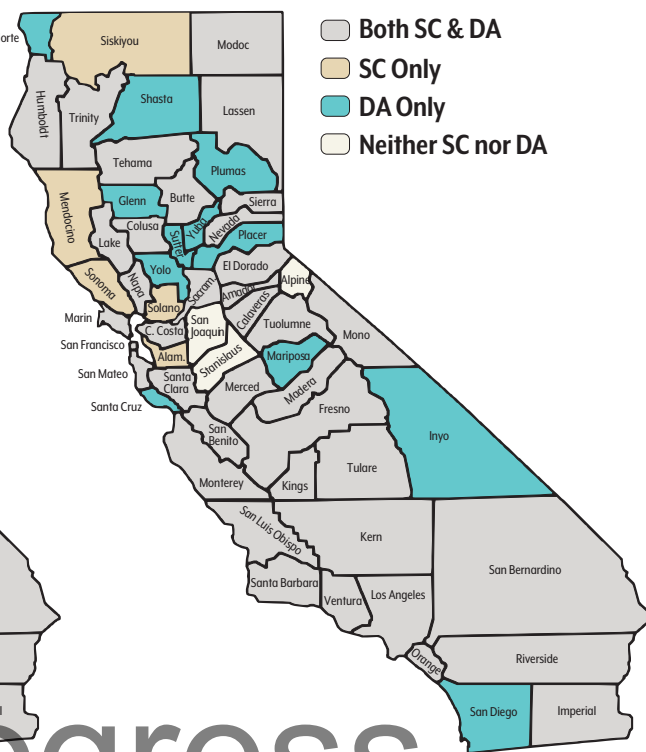 Both SC & DA
SC Only
DA Only
Neither SC nor DA
orte
Siskiyou
Modoc
Humboldt
Trinity
Shasta
Lassen
Tehama
Plumas
Mendocino
Glenn
Butte
Sierra
Colusa
Lake
Sutter
Yuba
Nevada
Placer
Sonoma
Napa
Yolo
El Dorado
Solano
Sacram.
Amador
Alpine
Marin
C. Costa
San
Joaquin
Calaveras
Tuolumne
Mono
San Francisco
Alam.
Stanislaus
Mariposa
San Mateo
Santa
Clara
Merced
Madera
Santa Cruz
Fresno
San
Benito
Inyo
Monterey
Kings
Tulare
San Luis Obispo
Kern
San Bernardino
Santa Barbara
Ventura
Los Angeles
Orange
Riverside
San Diego
Imperial